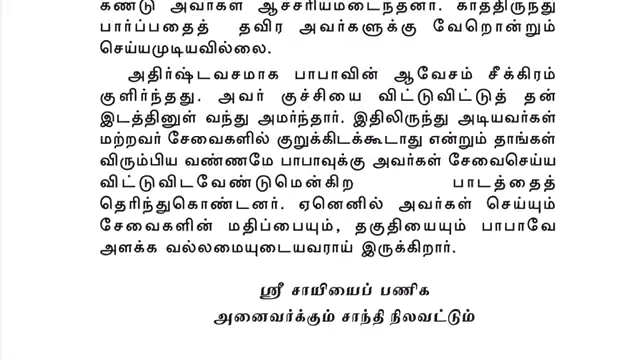 கண்டு அவர்கள் ஆச்சரியமடைந்தனர். காத்திருந்து
பார்ப்பதைத் தவிர அவர்களுக்கு வேறொன்றும்
செய்யமுடியவில்லை.
அதிர்ஷ்டவசமாக பாபாவின் ஆவேசம் சீக்கிரம்
குளிர்ந்தது. அவர் குச்சியை விட்டுவிட்டுத் தன்
இடத்தினுள் வந்து அமர்ந்தார். இதிலிருந்து அடியவர்கள்
மற்றவர் சேவைகளில் குறுக்கிடக்கூடாது என்றும் தாங்கள்
விரும்பிய வண்ணமே பாபாவுக்கு அவர்கள் சேவைசெய்ய
விட்டுவிடவேண்டுமென்கிற பாடத்தைத்
தெரிந்துகொண்டனர். ஏனெனில் அவர்கள் செய்யும்
சேவைகளின் மதிப்பையும், தகுதியையும் பாபாவே
அளக்க வல்லமையுடையவராய் இருக்கிறார்.
ஸ்ரீ சாயியைப் பணிக
அனைவர்க்கும் சாந்தி நிலவட்டும்